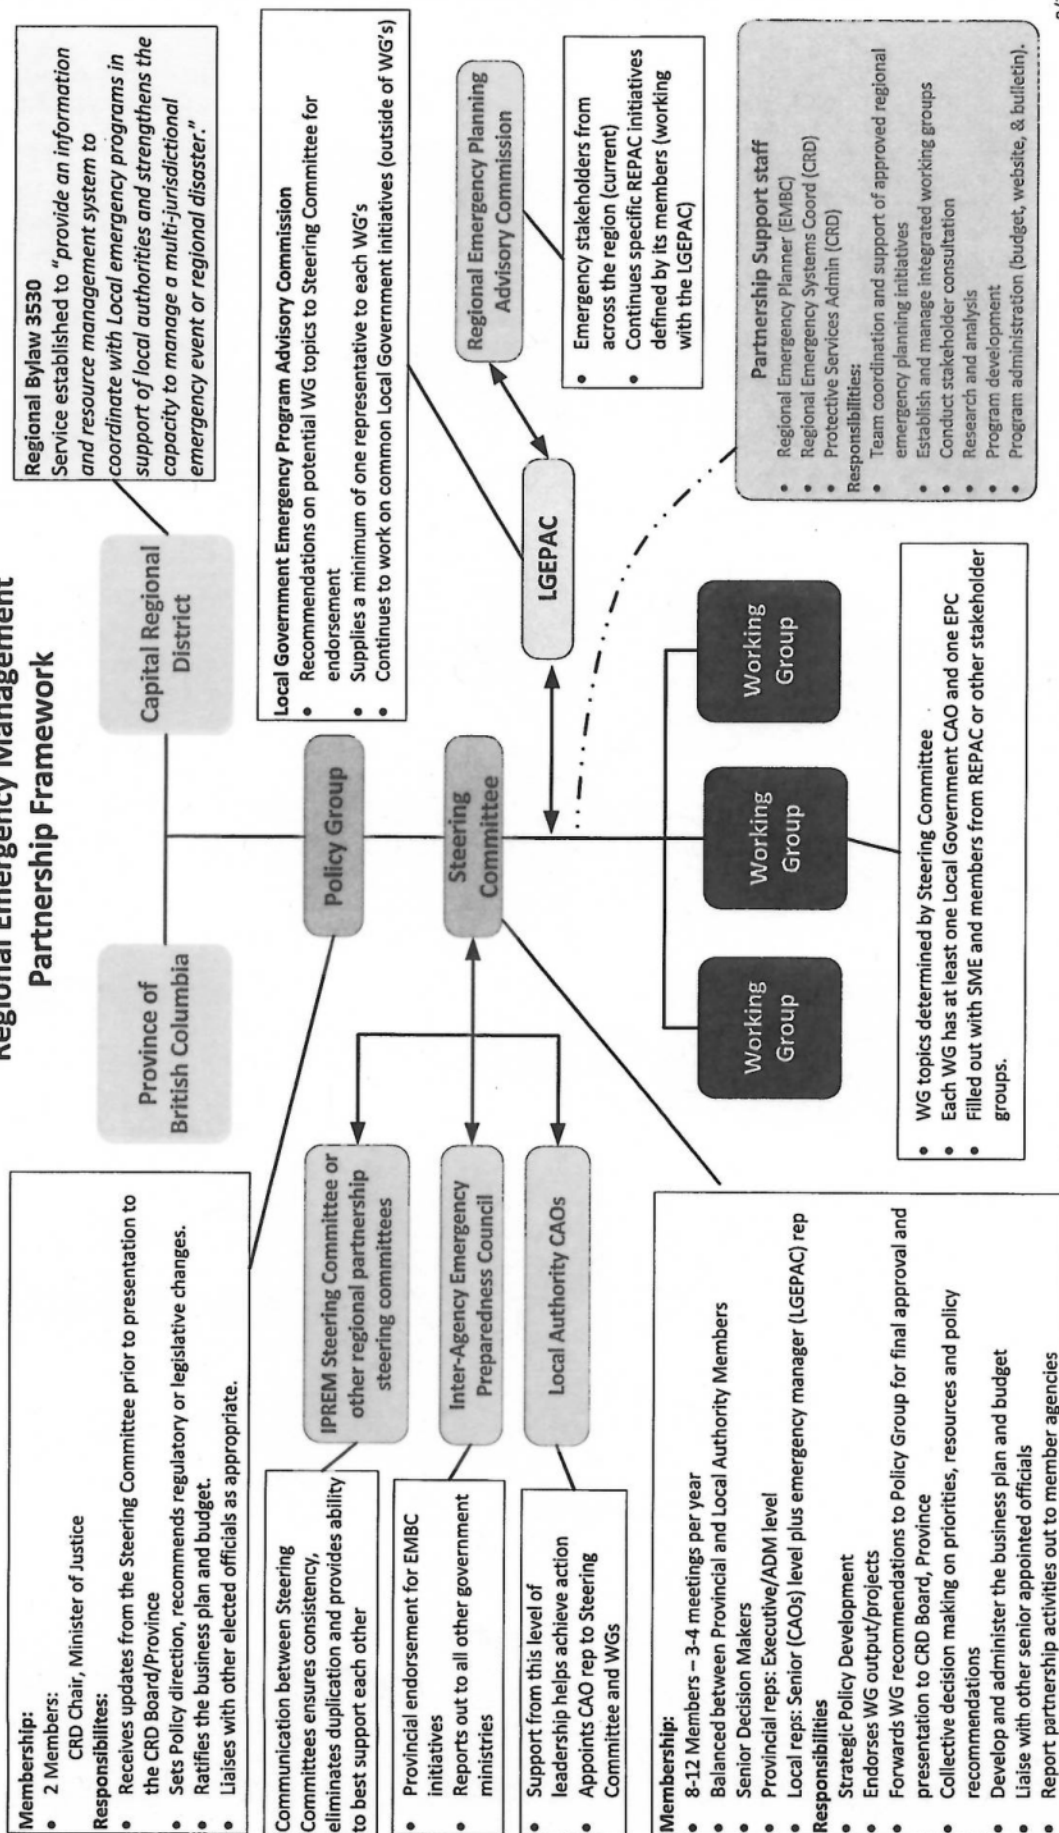 Regional Emergency Management
Partnership Framework
Membership:
• 2 Members:
CRD Chair, Minister of Justice
Responsibilites:
• Receives updates from the Steering Committee prior to presentation to
the CRD Board/Province
• Sets Policy direction, recommends regulatory or legislative changes.
• Ratifies the business plan and budget.
• Liaises with other elected officials as appropriate.
Province of
British Columbia
Capital Regional
District
Regional Bylaw 3530
Service established to "provide an information
and resource management system to
coordinate with Local emergency programs in
support of local authorities and strengthens the
capacity to manage a multi-jurisdictional
emergency event or regional disaster."
Policy Group
Steering
Committee
Communication between Steering
Committees ensures consistency,
eliminates duplication and provides ability
to best support each other
IPREM Steering Committee or
other regional partnership
steering committees
• Provincial endorsement for EMBC
initiatives
• Reports out to all other government
ministries
Inter-Agency Emergency
Preparedness Council
• Support from this level of
leadership helps achieve action
• Appoints CAO rep to Steering
Committee and WGs
Local Authority CAOs
Local Government Emergency Program Advisory Commission
• Recommendations on potential WG topics to Steering Committee for
endorsement
• Supplies a minimum of one representative to each WG's
• Continues to work on common Local Government initiatives (outside of WG's)
LGEPAC
Regional Emergency Planning
Advisory Commission
• Emergency stakeholders from
across the region (current)
• Continues specific REPAC initiatives
defined by its members (working
with the LGEPAC)
Membership:
• 8-12 Members – 3-4 meetings per year
• Balanced between Provincial and Local Authority Members
• Senior Decision Makers
• Provincial reps: Executive/ADM level
• Local reps: Senior (CAOs) level plus emergency manager (LGEPAC) rep
Responsibilities
• Strategic Policy Development
• Endorses WG output/projects
• Forwards WG recommendations to Policy Group for final approval and
presentation to CRD Board, Province
• Collective decision making on priorities, resources and policy
recommendations
• Develop and administer the business plan and budget
• Liaise with other senior appointed officials
• Report partnership activities out to member agencies
Working
Group
Working
Group
Working
Group
• WG topics determined by Steering Committee
• Each WG has at least one Local Government CAO and one EPC
• Filled out with SME and members from REPAC or other stakeholder
groups.
Partnership Support staff
• Regional Emergency Planner (EMBC)
• Regional Emergency Systems Coord (CRD)
• Protective Services Admin (CRD)
Responsibilities:
• Team coordination and support of approved regional
emergency planning initiatives
• Establish and manage integrated working groups
• Conduct stakeholder consultation
• Research and analysis
• Program development
• Program administration (budget, website, & bulletin).